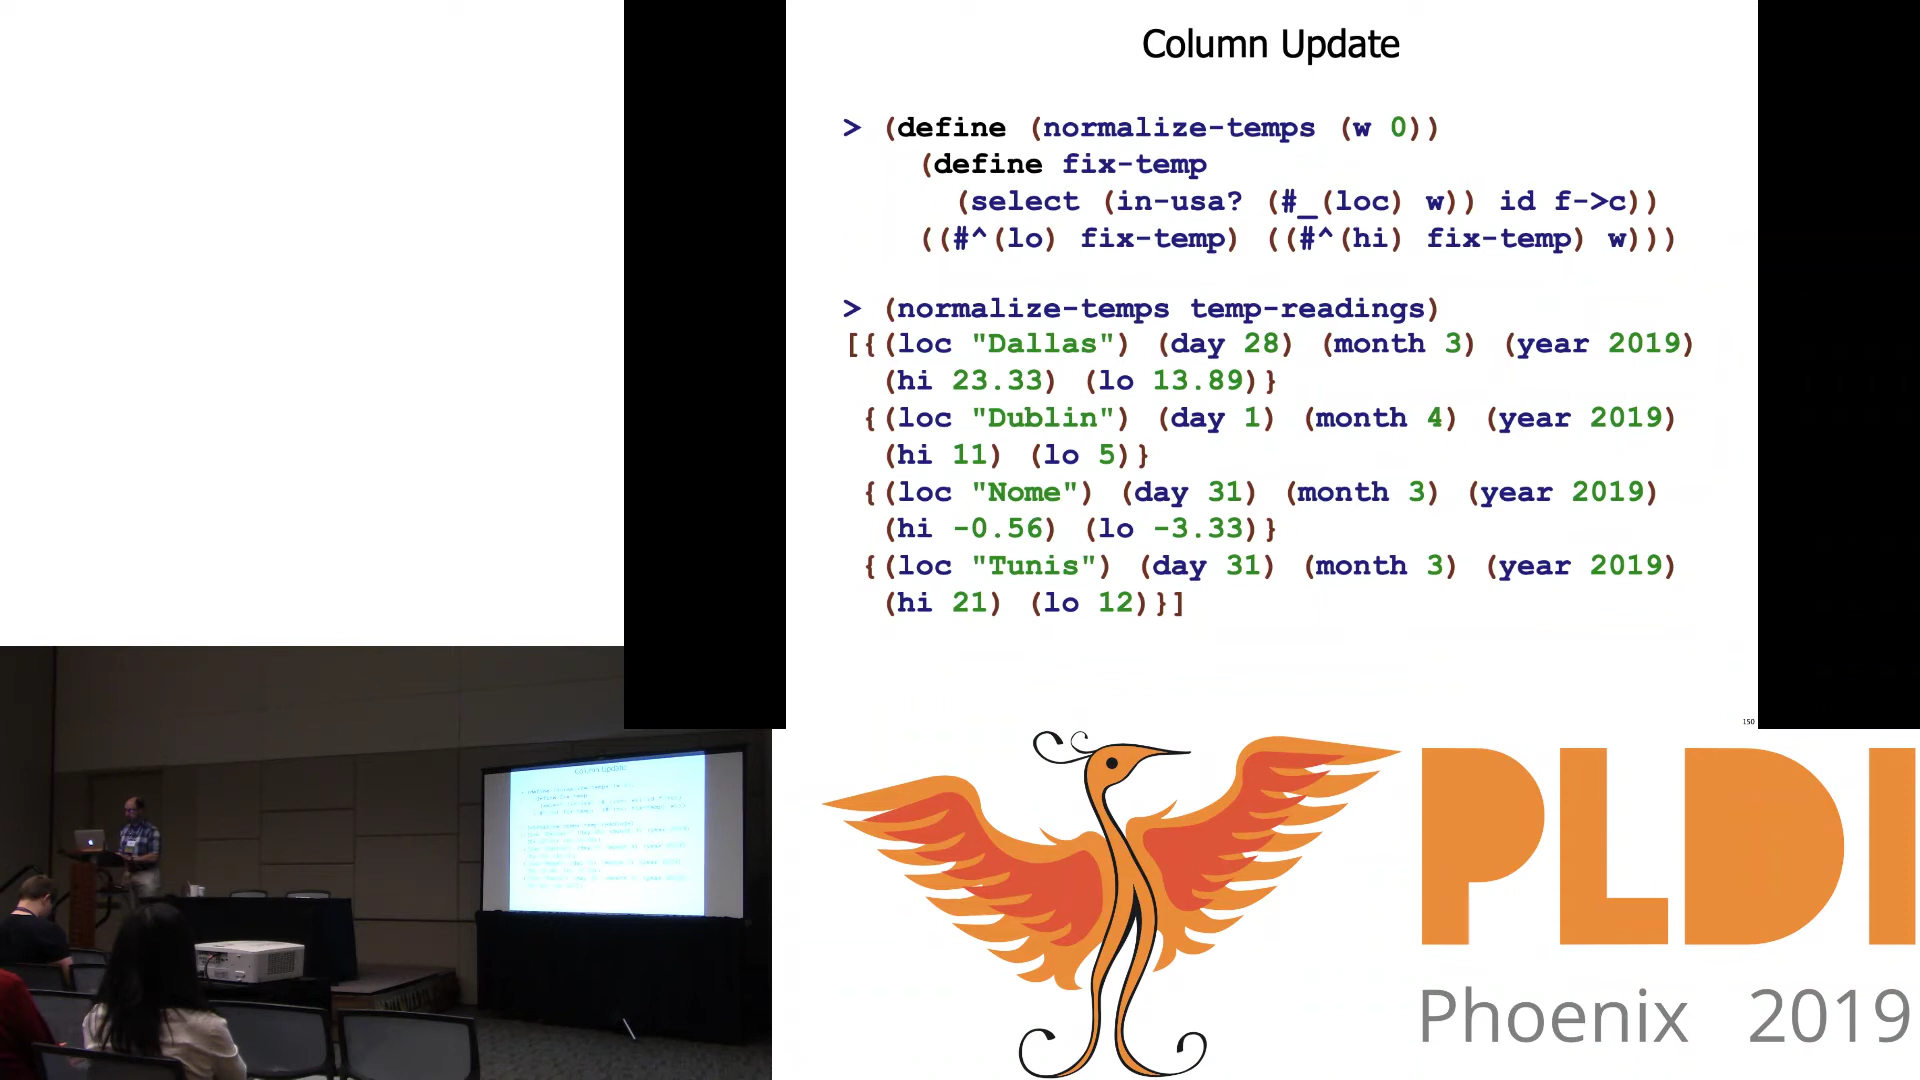 Column Update
> (define (normalize-temps (w 0))
(define fix-temp
(select (in-usa? (#_(loc) w)) id f->c))
((#^(lo) fix-temp) ((#^(hi) fix-temp) w)))
> (normalize-temps temp-readings)
[{(loc "Dallas") (day 28) (month 3) (year 2019)
(hi 23.33) (lo 13.89)}
{(loc "Dublin") (day 1) (month 4) (year 2019)
(hi 11) (lo 5)}
{(loc "Nome") (day 31) (month 3) (year 2019)
(hi -0.56) (lo -3.33)}
{(loc "Tunis") (day 31) (month 3) (year 2019)
(hi 21) (lo 12)}]
150
Column Update
PLDI
Phoenix 2019